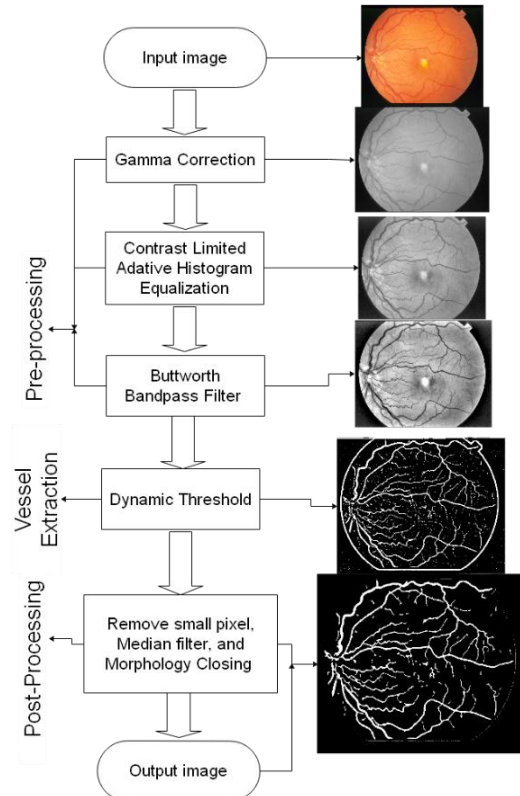 Input image
Gamma Correction
Contrast Limited
Adative Histogram
Equalization
Pre-processing
Buttworth
Bandpass Filter
Vessel
Extraction
Dynamic Threshold
Remove small pixel,
Median filter, and
Morphology Closing
Post-Processing
Output image